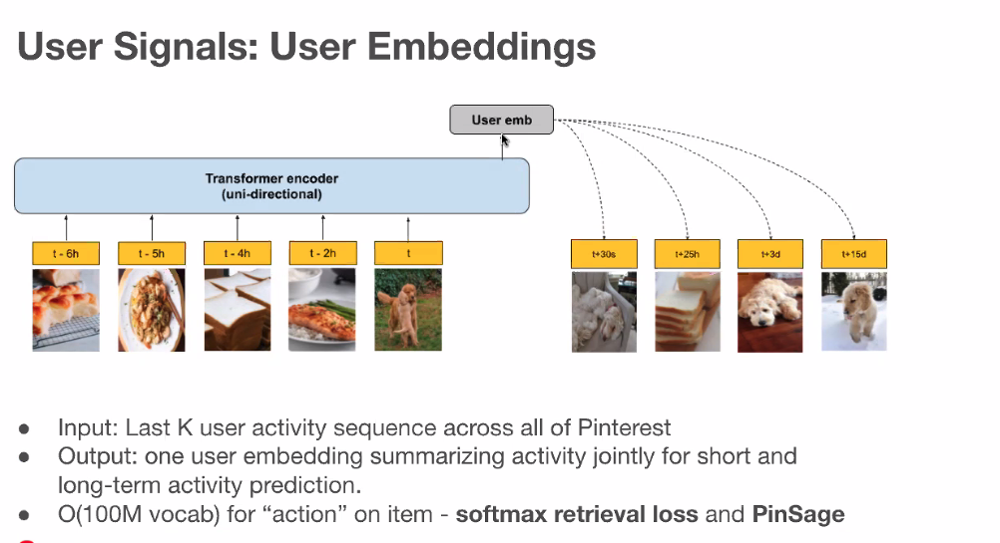 User Signals: User Embeddings
User emb
Transformer encoder
(uni-directional)
t - 6h
t - 5h
t - 4h
t - 2h
t
t+30s
t+25h
t+3d
t+15d
● Input: Last K user activity sequence across all of Pinterest
● Output: one user embedding summarizing activity jointly for short and
long-term activity prediction.
● O(100M vocab) for “action” on item - softmax retrieval loss and PinSage